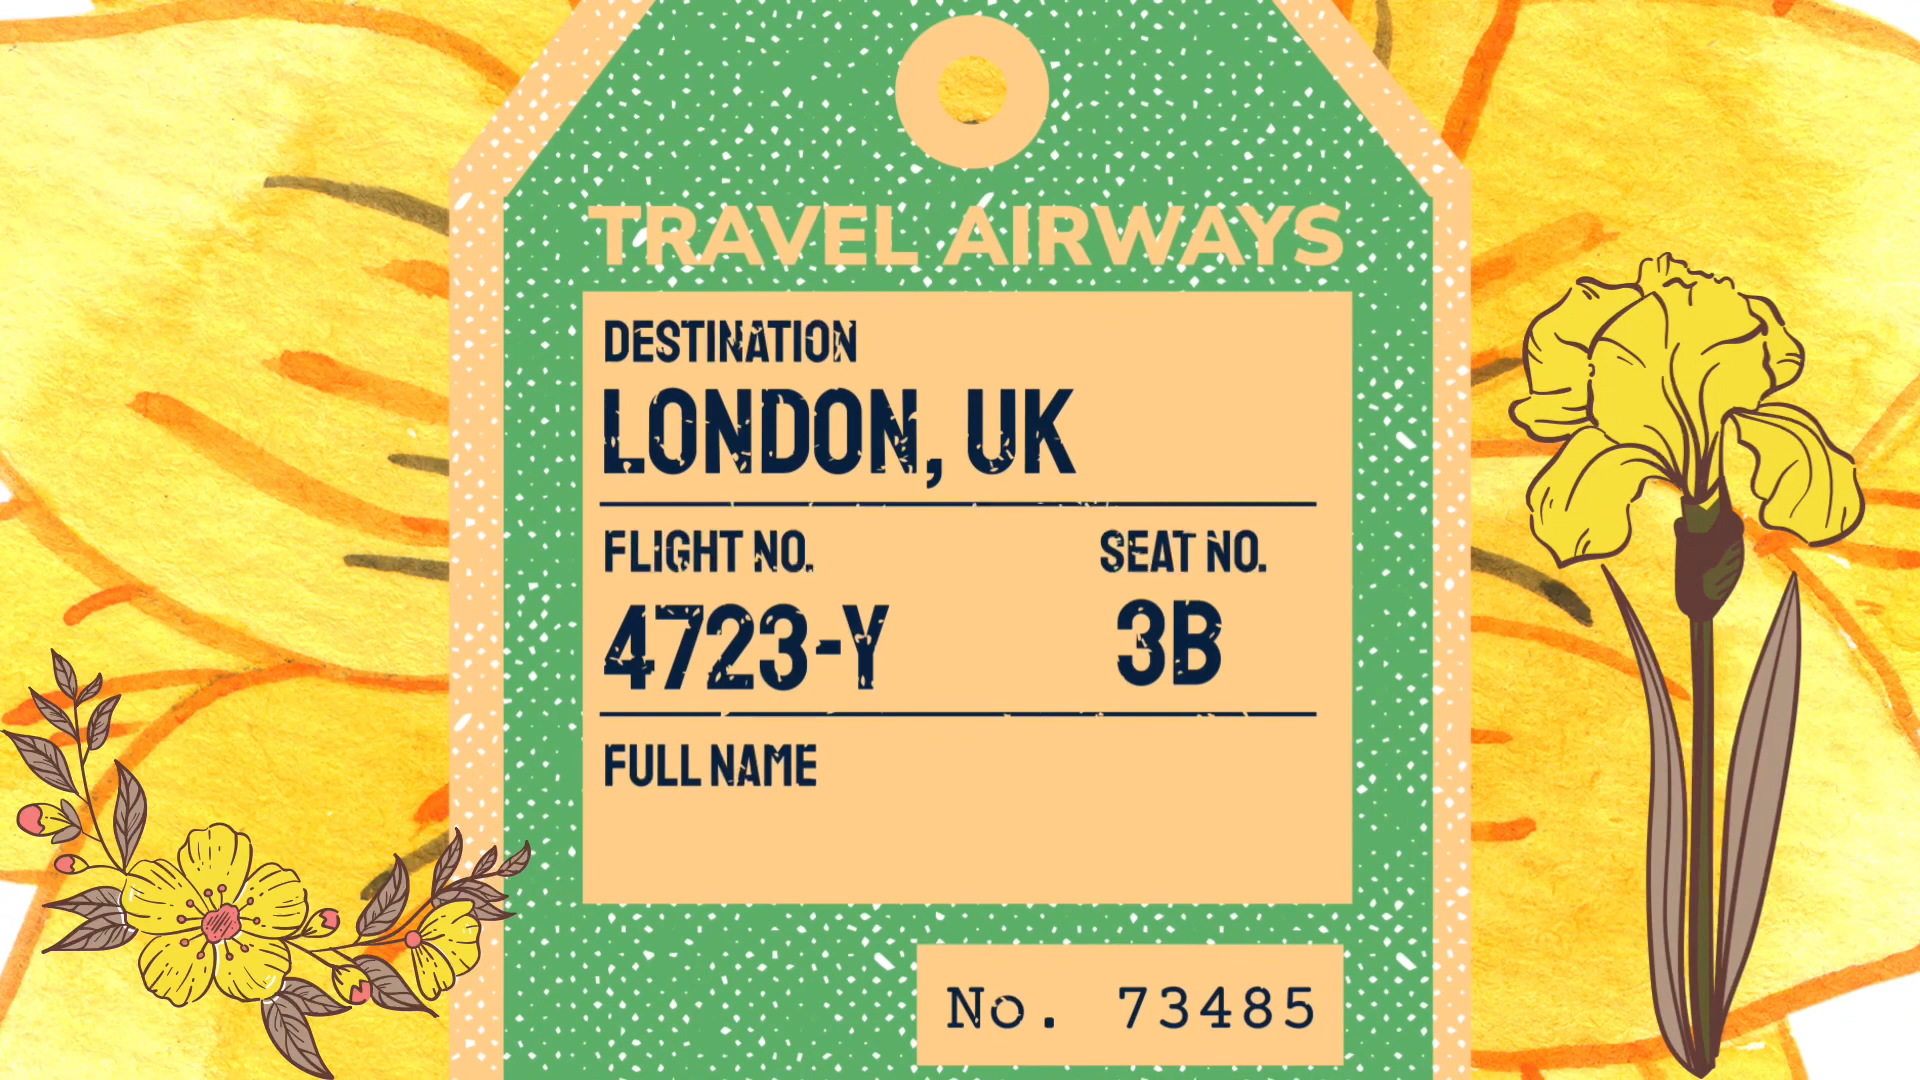 TRAVEL AIRWAYS
DESTINATION
LONDON, UK
FLIGHT NO. SEAT NO.
4723-Y 3B
FULL NAME
No. 73485